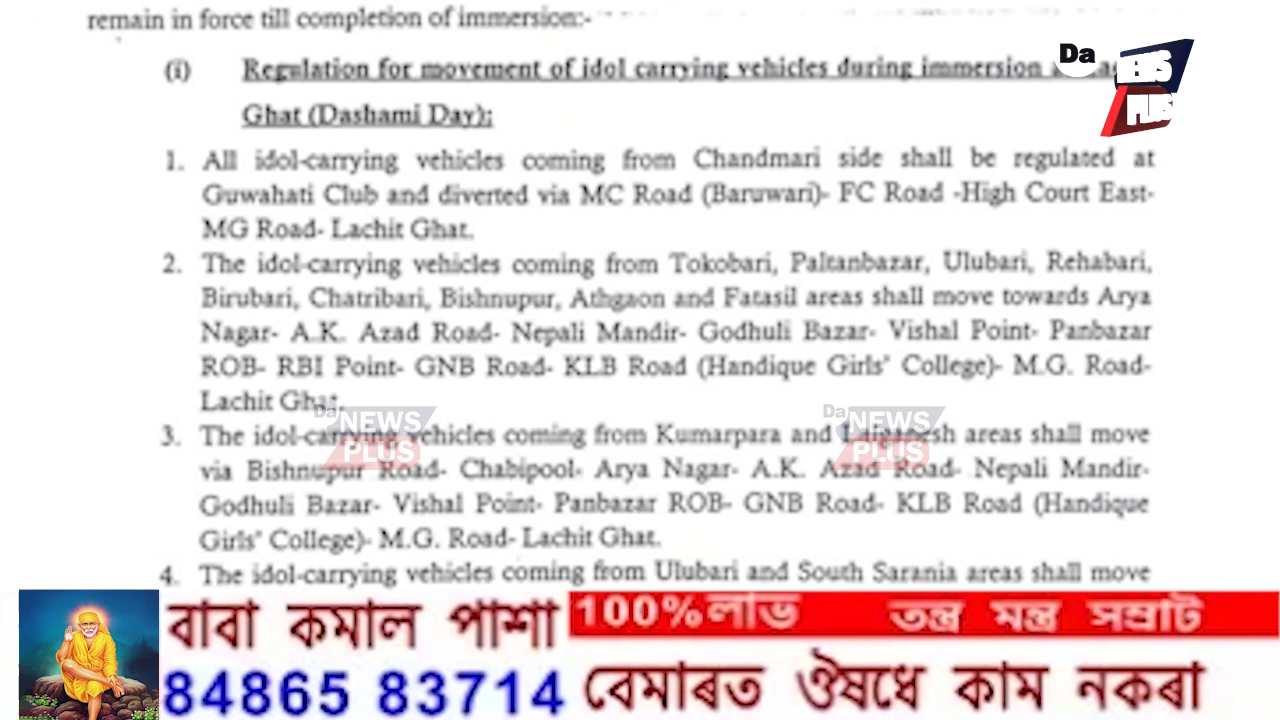 remain in force till completion of immersion:-
(i) Regulation for movement of idol carrying vehicles during immersion
Ghat (Dashami Day);
Da NEWS PLUS
1. All idol-carrying vehicles coming from Chandmari side shall be regulated at
Guwahati Club and diverted via MC Road (Baruwari)- FC Road -High Court East-
MG Road- Lachit Ghat.
2. The idol-carrying vehicles coming from Tokobari, Paltanbazar, Ulubari, Rehabari,
Birubari, Chatribari, Bishnupur, Athgaon and Fatasil areas shall move towards Arya
Nagar- A.K. Azad Road- Nepali Mandir- Godhuli Bazar- Vishal Point- Panbazar
ROB- RBI Point- GNB Road- KLB Road (Handique Girls' College)- M.G. Road-
Lachit Ghat.
Da NEWS PLUS Da NEWS PLUS
3. The idol-carrying vehicles coming from Kumarpara and areas shall move
via Bishnupur Road- Chabipool- Arya Nagar- A.K. Azad Road- Nepali Mandir-
Godhuli Bazar- Vishal Point- Panbazar ROB- GNB Road- KLB Road (Handique
Girls' College)- M.G. Road- Lachit Ghat.
4. The idol-carrying vehicles coming from Ulubari and South Sarania areas shall move
বাবা কমাল পাশা 100%লাভ তন্ত্ৰ মন্ত্ৰ সম্ৰাট
84865 83714 বেমাৰত ঔষধে কাম নকৰা